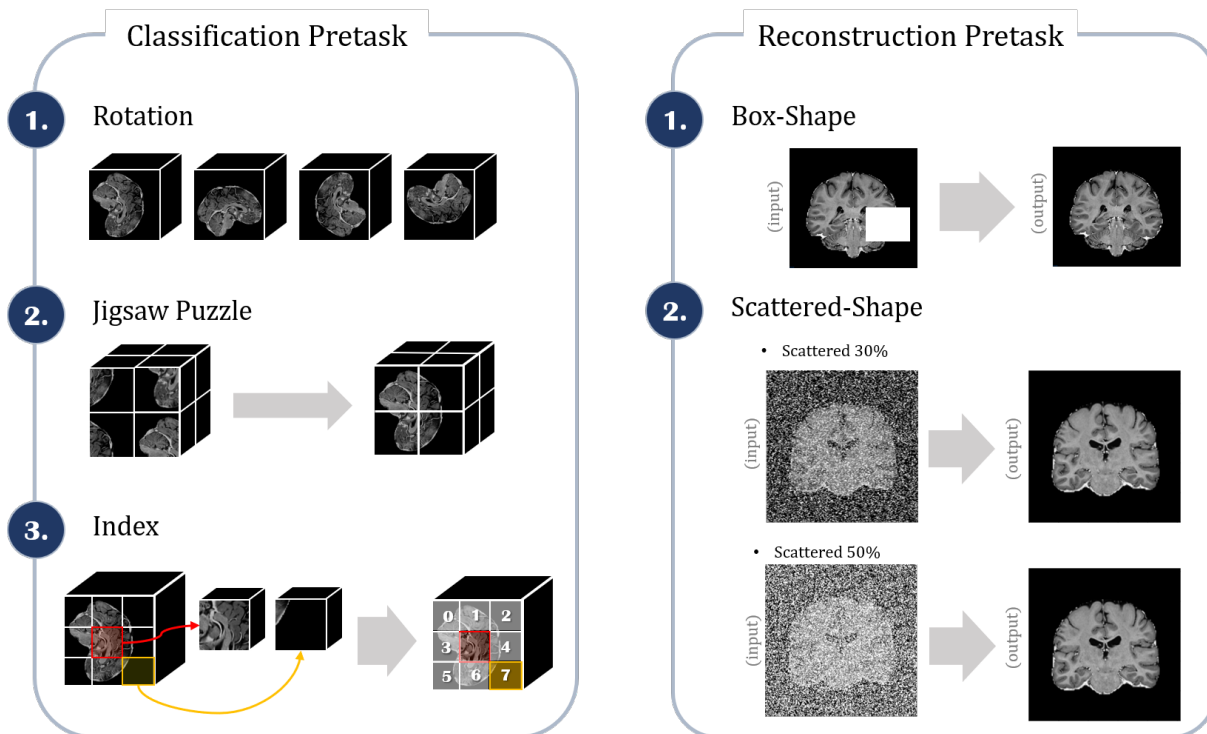 Classification Pretask
1. Rotation
2. Jigsaw Puzzle
3. Index
0 1 2
3 4
5 6 7
Reconstruction Pretask
1. Box-Shape
(input)
(output)
2. Scattered-Shape
• Scattered 30%
(input)
(output)
• Scattered 50%
(input)
(output)